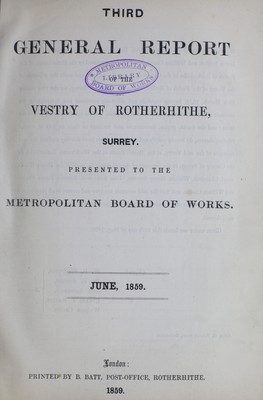 THIRD
GENERAL REPORT
OF THE
METROPOLITAN
LIBRARY
BOARD OF WORKS
VESTRY OF ROTHERHITHE,
SURREY.
PRESENTED TO THE
METROPOLITAN BOARD OF WORKS.
JUNE, 1859.
London:
PRINTED BY B. BATT, POST-OFFICE, ROTHERHITHE.
1859.